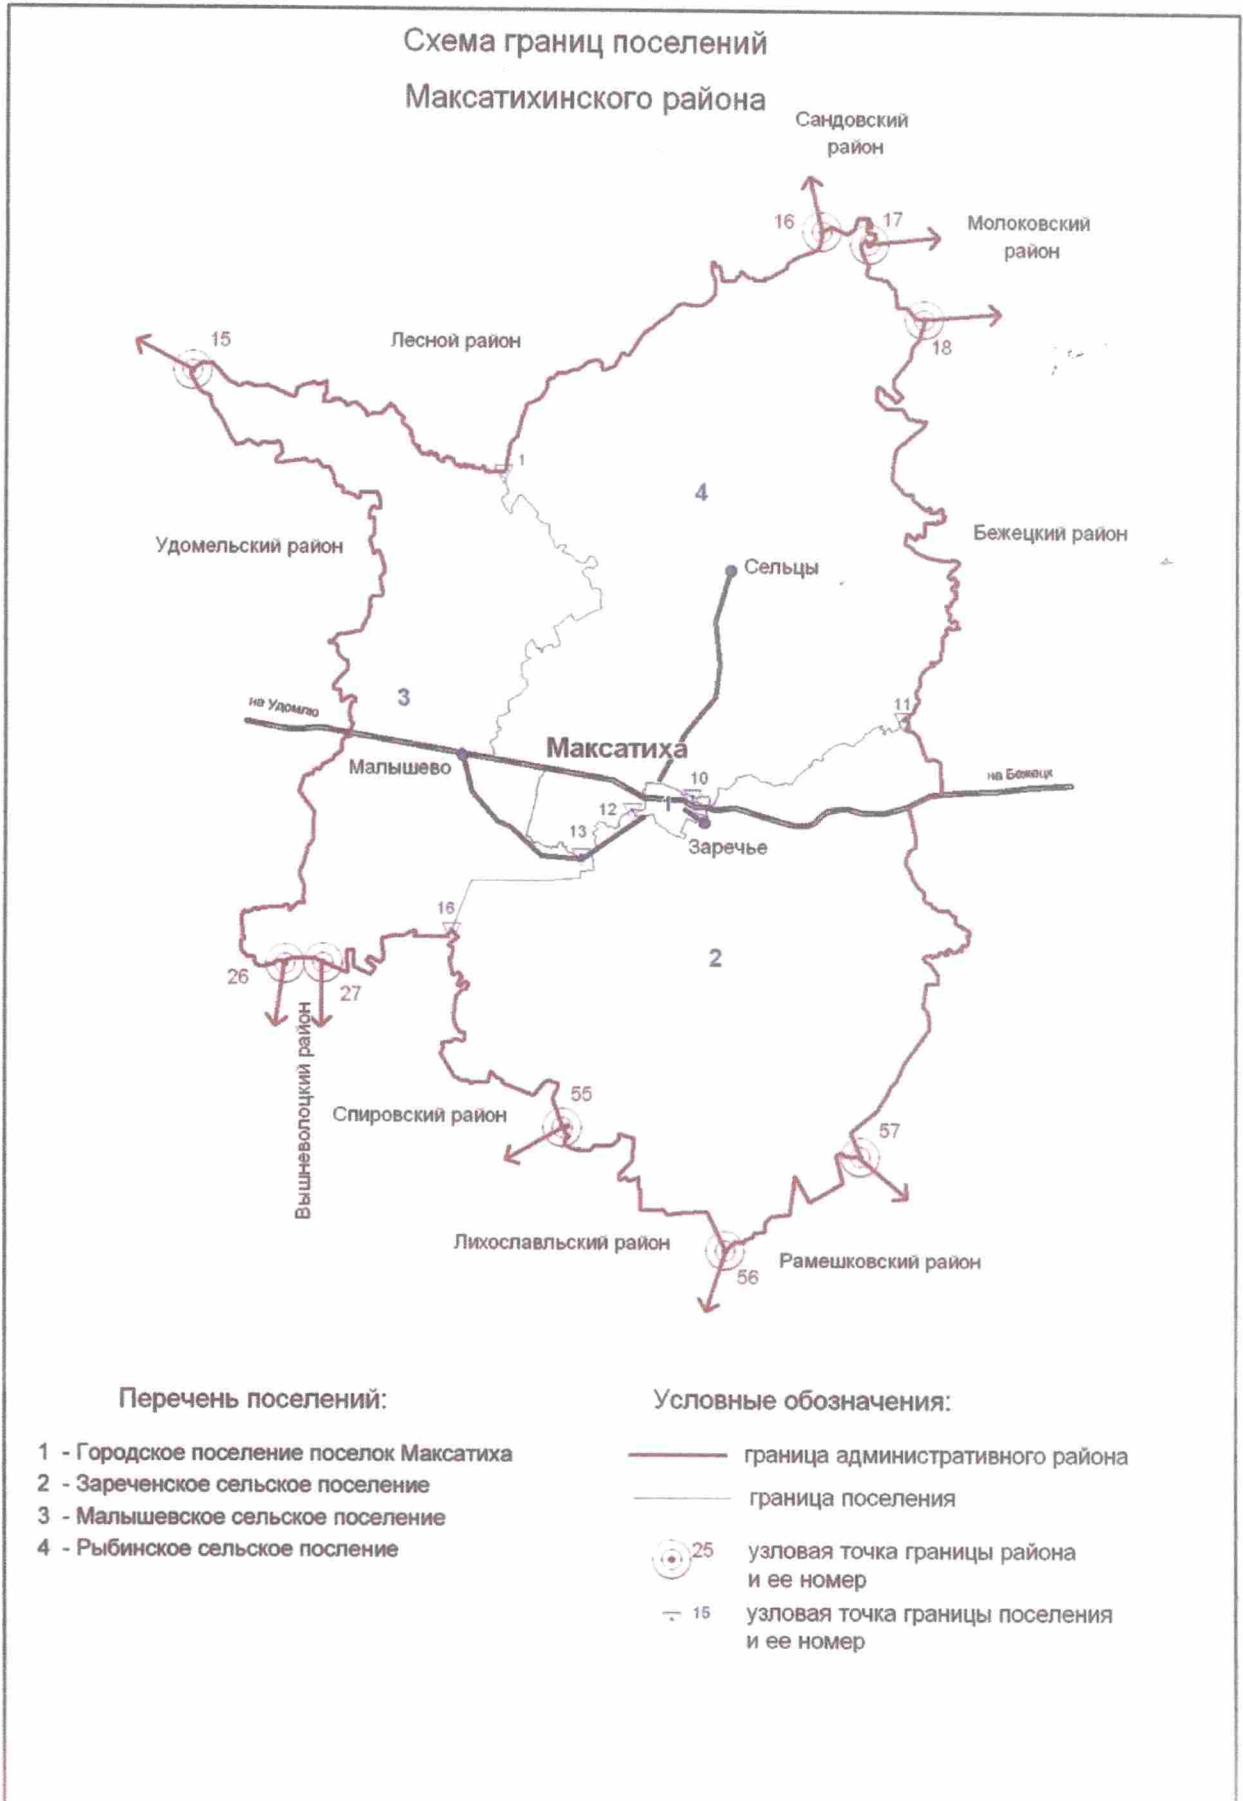 Схема границ поселений
Максатихинского района
Сандовский
район
16
17
Молоковский
район
15
Лесной район
18
1
4
Удомельский район
Бежецкий район
Сельцы
3
на Удомлю
11
Максатиха
Малышево
10
на Бежецк
12
1
13
Заречье
16
2
26
27
Вышневолоцкий район
55
Спировский район
57
Лихославльский район
56
Рамешковский район
Перечень поселений:
1 - Городское поселение поселок Максатиха
2 - Зареченское сельское поселение
3 - Малышевское сельское поселение
4 - Рыбинское сельское посление
Условные обозначения:
граница административного района
граница поселения
25 узловая точка границы района
и ее номер
15 узловая точка границы поселения
и ее номер